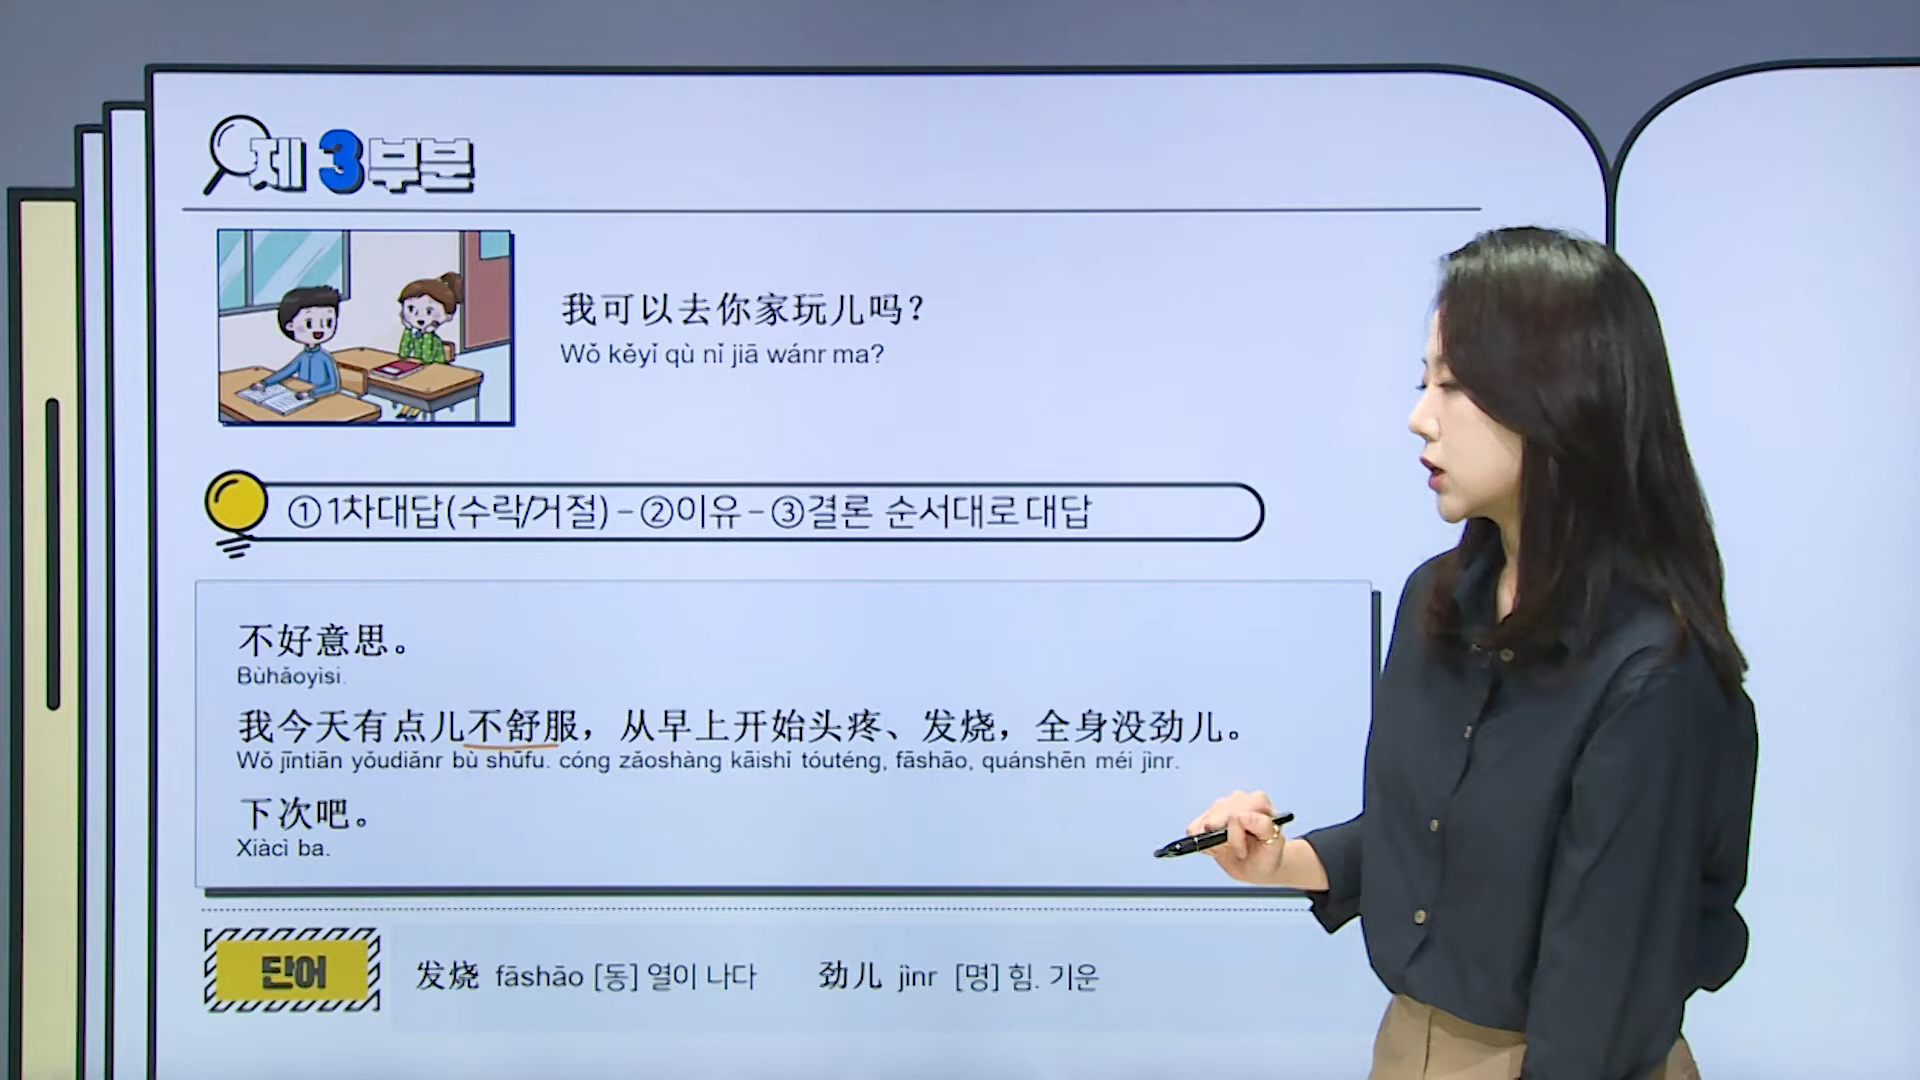 제 3 부분
我可以去你家玩儿吗?
Wǒ kěyǐ qù nǐ jiā wánr ma?
①1차대답(수락/거절) – ②이유 – ③결론 순서대로 대답
不好意思。
Bùhǎoyìsi.
我今天有点儿不舒服，从早上开始头疼、发烧，全身没劲儿。
Wǒ jīntiān yǒudiǎnr bù shūfu. cóng zǎoshàng kāishǐ tóuténg, fāshāo, quánshēn méi jìnr.
下次吧。
Xiàcì ba.
단어
发烧 fāshāo [동] 열이 나다 劲儿 jìnr [명] 힘. 기운